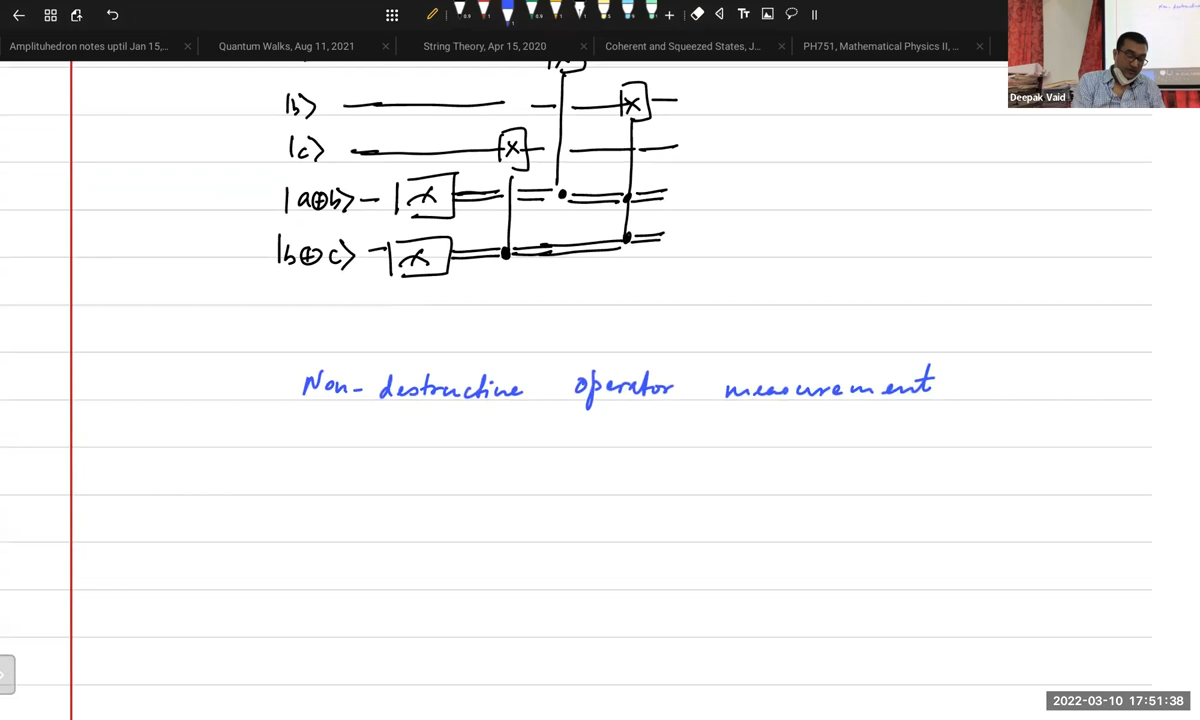 Amplituhedron notes uptil Jan 15,...
Quantum Walks, Aug 11, 2021
String Theory, Apr 15, 2020
Coherent and Squeezed States, J...
PH751, Mathematical Physics II, ...
Tт
Deepak Vaid
|b⟩ X
|c⟩ X
|a⊕b⟩
|b⊕c⟩
Non-destructive operator measurement
2022-03-10 17:51:38